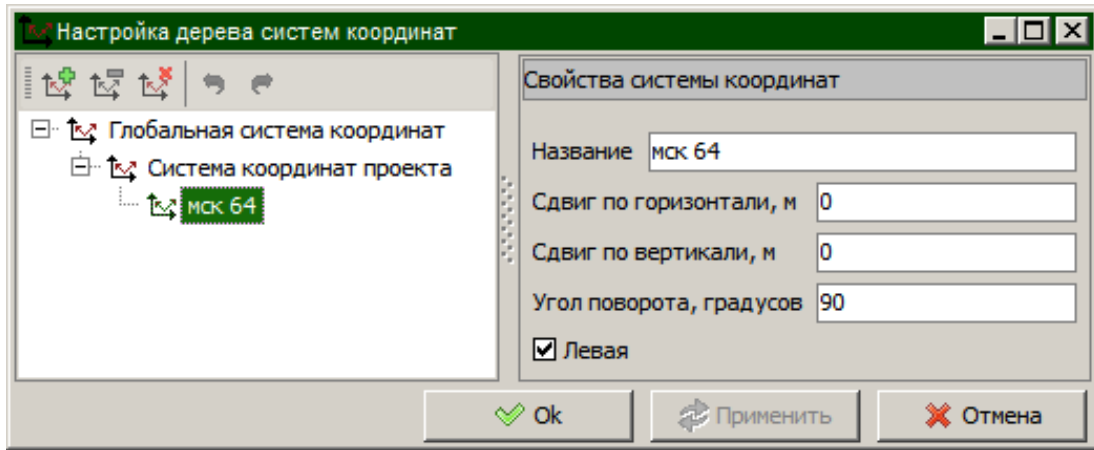 Настройка дерева систем координат
Глобальная система координат
Система координат проекта
мск 64
Свойства системы координат
Название мск 64
Сдвиг по горизонтали, м 0
Сдвиг по вертикали, м 0
Угол поворота, градусов 90
Левая
Ok Применить Отмена